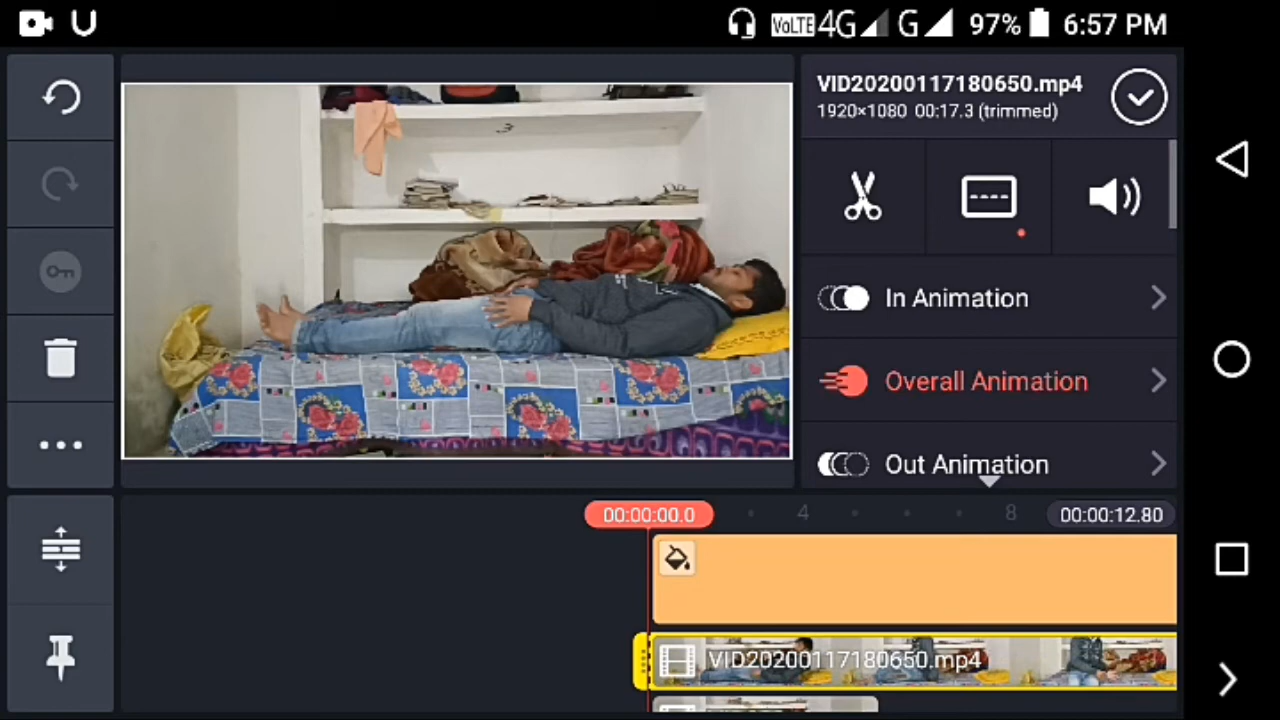 VoLTE 4G G 97% 6:57 PM
VID20200117180650.mp4
1920×1080 00:17.3 (trimmed)
In Animation
Overall Animation
Out Animation
00:00:00.0 4 8 00:00:12.80
VID20200117180650.mp4